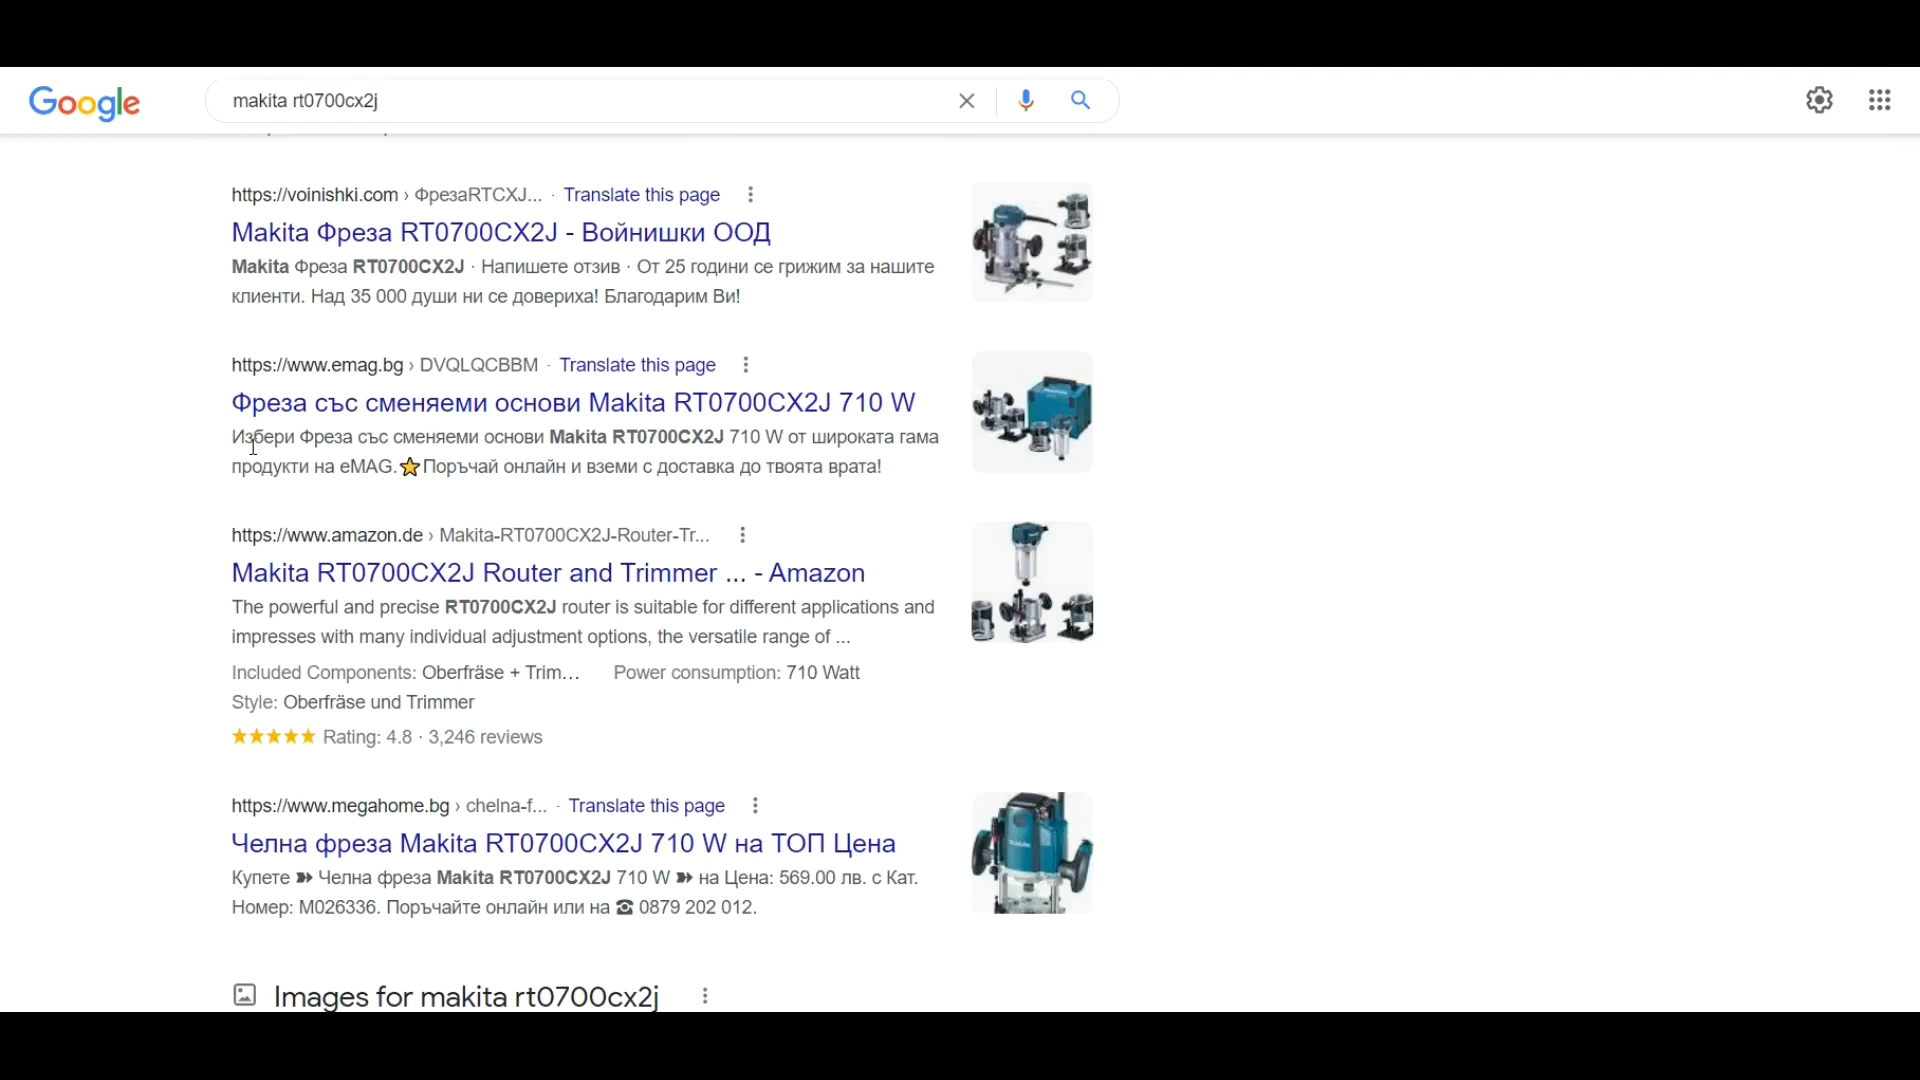 Google
makita rt0700cx2j
https://voinishki.com › ФрезаRTCXJ... · Translate this page
Makita Фреза RT0700CX2J - Войнишки ООД
Makita Фреза RT0700CX2J · Напишете отзив · От 25 години се грижим за нашите
клиенти. Над 35 000 души ни се довериха! Благодарим Ви!
https://www.emag.bg › DVQLQCBBM · Translate this page
Фреза със сменяеми основи Makita RT0700CX2J 710 W
Избери Фреза със сменяеми основи Makita RT0700CX2J 710 W от широката гама
продукти на eMAG.⭐Поръчай онлайн и вземи с доставка до твоята врата!
https://www.amazon.de › Makita-RT0700CX2J-Router-Tr...
Makita RT0700CX2J Router and Trimmer ... - Amazon
The powerful and precise RT0700CX2J router is suitable for different applications and
impresses with many individual adjustment options, the versatile range of ...
Included Components: Oberfräse + Trim… Power consumption: 710 Watt
Style: Oberfräse und Trimmer
★★★★★ Rating: 4.8 · 3,246 reviews
https://www.megahome.bg › chelna-f... · Translate this page
Челна фреза Makita RT0700CX2J 710 W на ТОП Цена
Купете ➽ Челна фреза Makita RT0700CX2J 710 W ➽ на Цена: 569.00 лв. с Кат.
Номер: M026336. Поръчайте онлайн или на ☎ 0879 202 012.
Images for makita rt0700cx2j